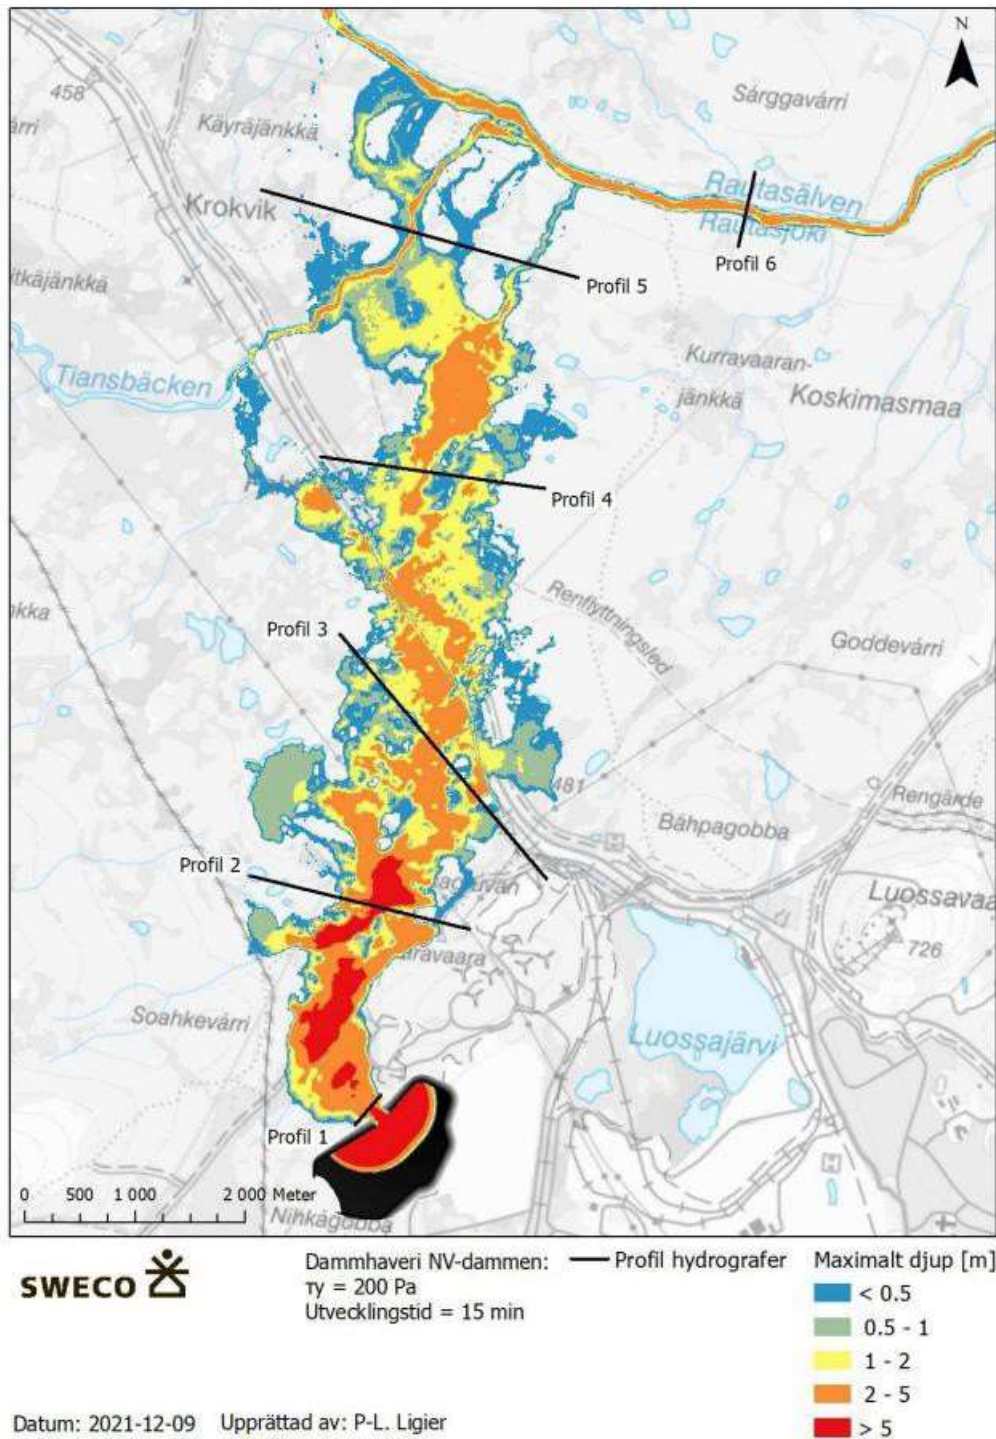 N
458
Sárggavárri
Käyräjänkkä
Krokvik
Rautasälven
Rautasjoki
Profil 6
Profil 5
itkäjänkkä
Tiansbäcken
Kurravaaran-
jänkkä
Koskimasmaa
Profil 4
Renflyttningsled
Profil 3
Goddevárri
481
Rengärde
Báhpagobba
Profil 2
Luossavaa
726
aravaara
Soahkevárri
Luossajärvi
Profil 1
0 500 1 000 2 000 Meter
Nihkágobba
SWECO
Dammhaveri NV-dammen:
τy = 200 Pa
Utvecklingstid = 15 min
Profil hydrografer
Maximalt djup [m]
< 0.5
0.5 - 1
1 - 2
2 - 5
> 5
Datum: 2021-12-09 Upprättad av: P-L. Ligier